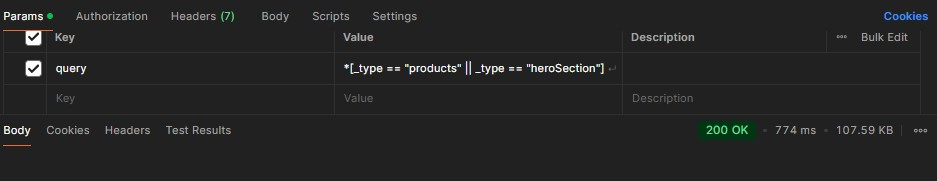 Params Authorization Headers (7) Body Scripts Settings Cookies
Key Value Description Bulk Edit
query *[_type == "products" || _type == "heroSection"] ↵
Key Value Description
Body Cookies Headers Test Results 200 OK • 774 ms • 107.59 KB